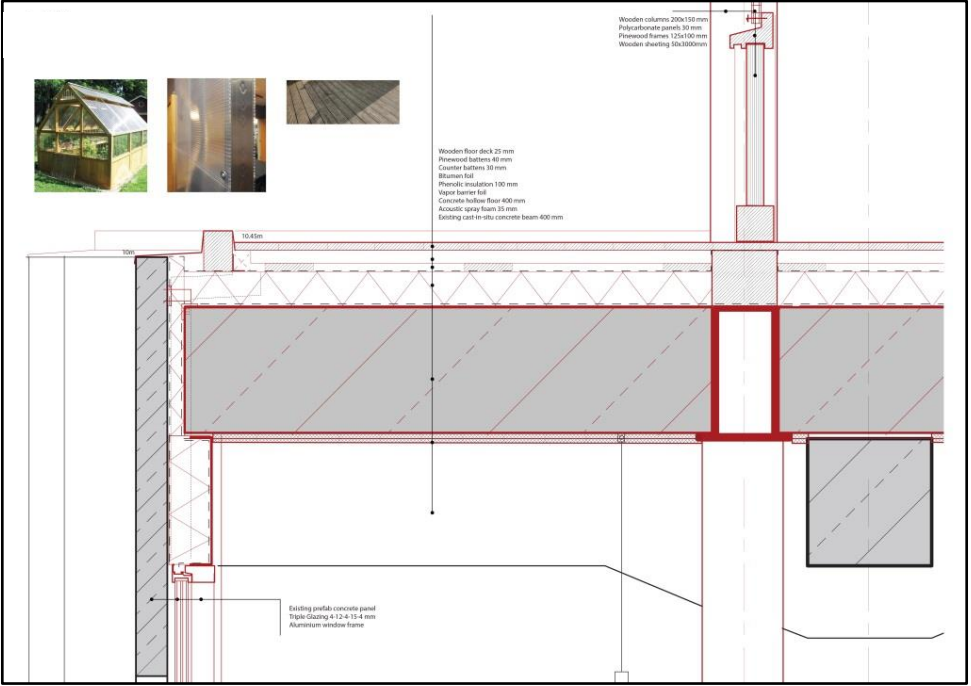 Wooden columns 200x150 mm
Polycarbonate panels 30 mm
Pinewood frames 125x100 mm
Wooden sheeting 50x3000mm
Wooden floor deck 25 mm
Pinewood battens 40 mm
Counter battens 30 mm
Bitumen foil
Phenolic insulation 100 mm
Vapor barrier foil
Concrete hollow floor 400 mm
Acoustic spray foam 35 mm
Existing cast-in-situ concrete beam 400 mm
10.45m
10m
Existing prefab concrete panel
Triple Glazing 4-12-4-15-4 mm
Aluminium window frame